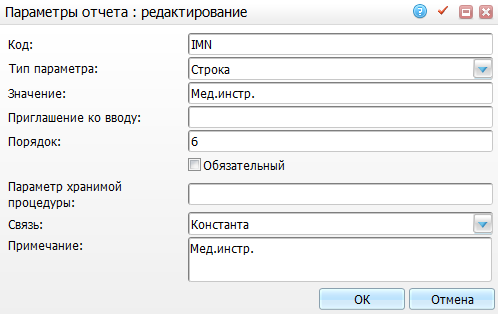 Параметры отчета : редактирование
Код: IMN
Тип параметра: Строка
Значение: Мед.инстр.
Приглашение ко вводу:
Порядок: 6
Обязательный
Параметр хранимой
процедуры:
Связь: Константа
Примечание: Мед.инстр.
ОК Отмена